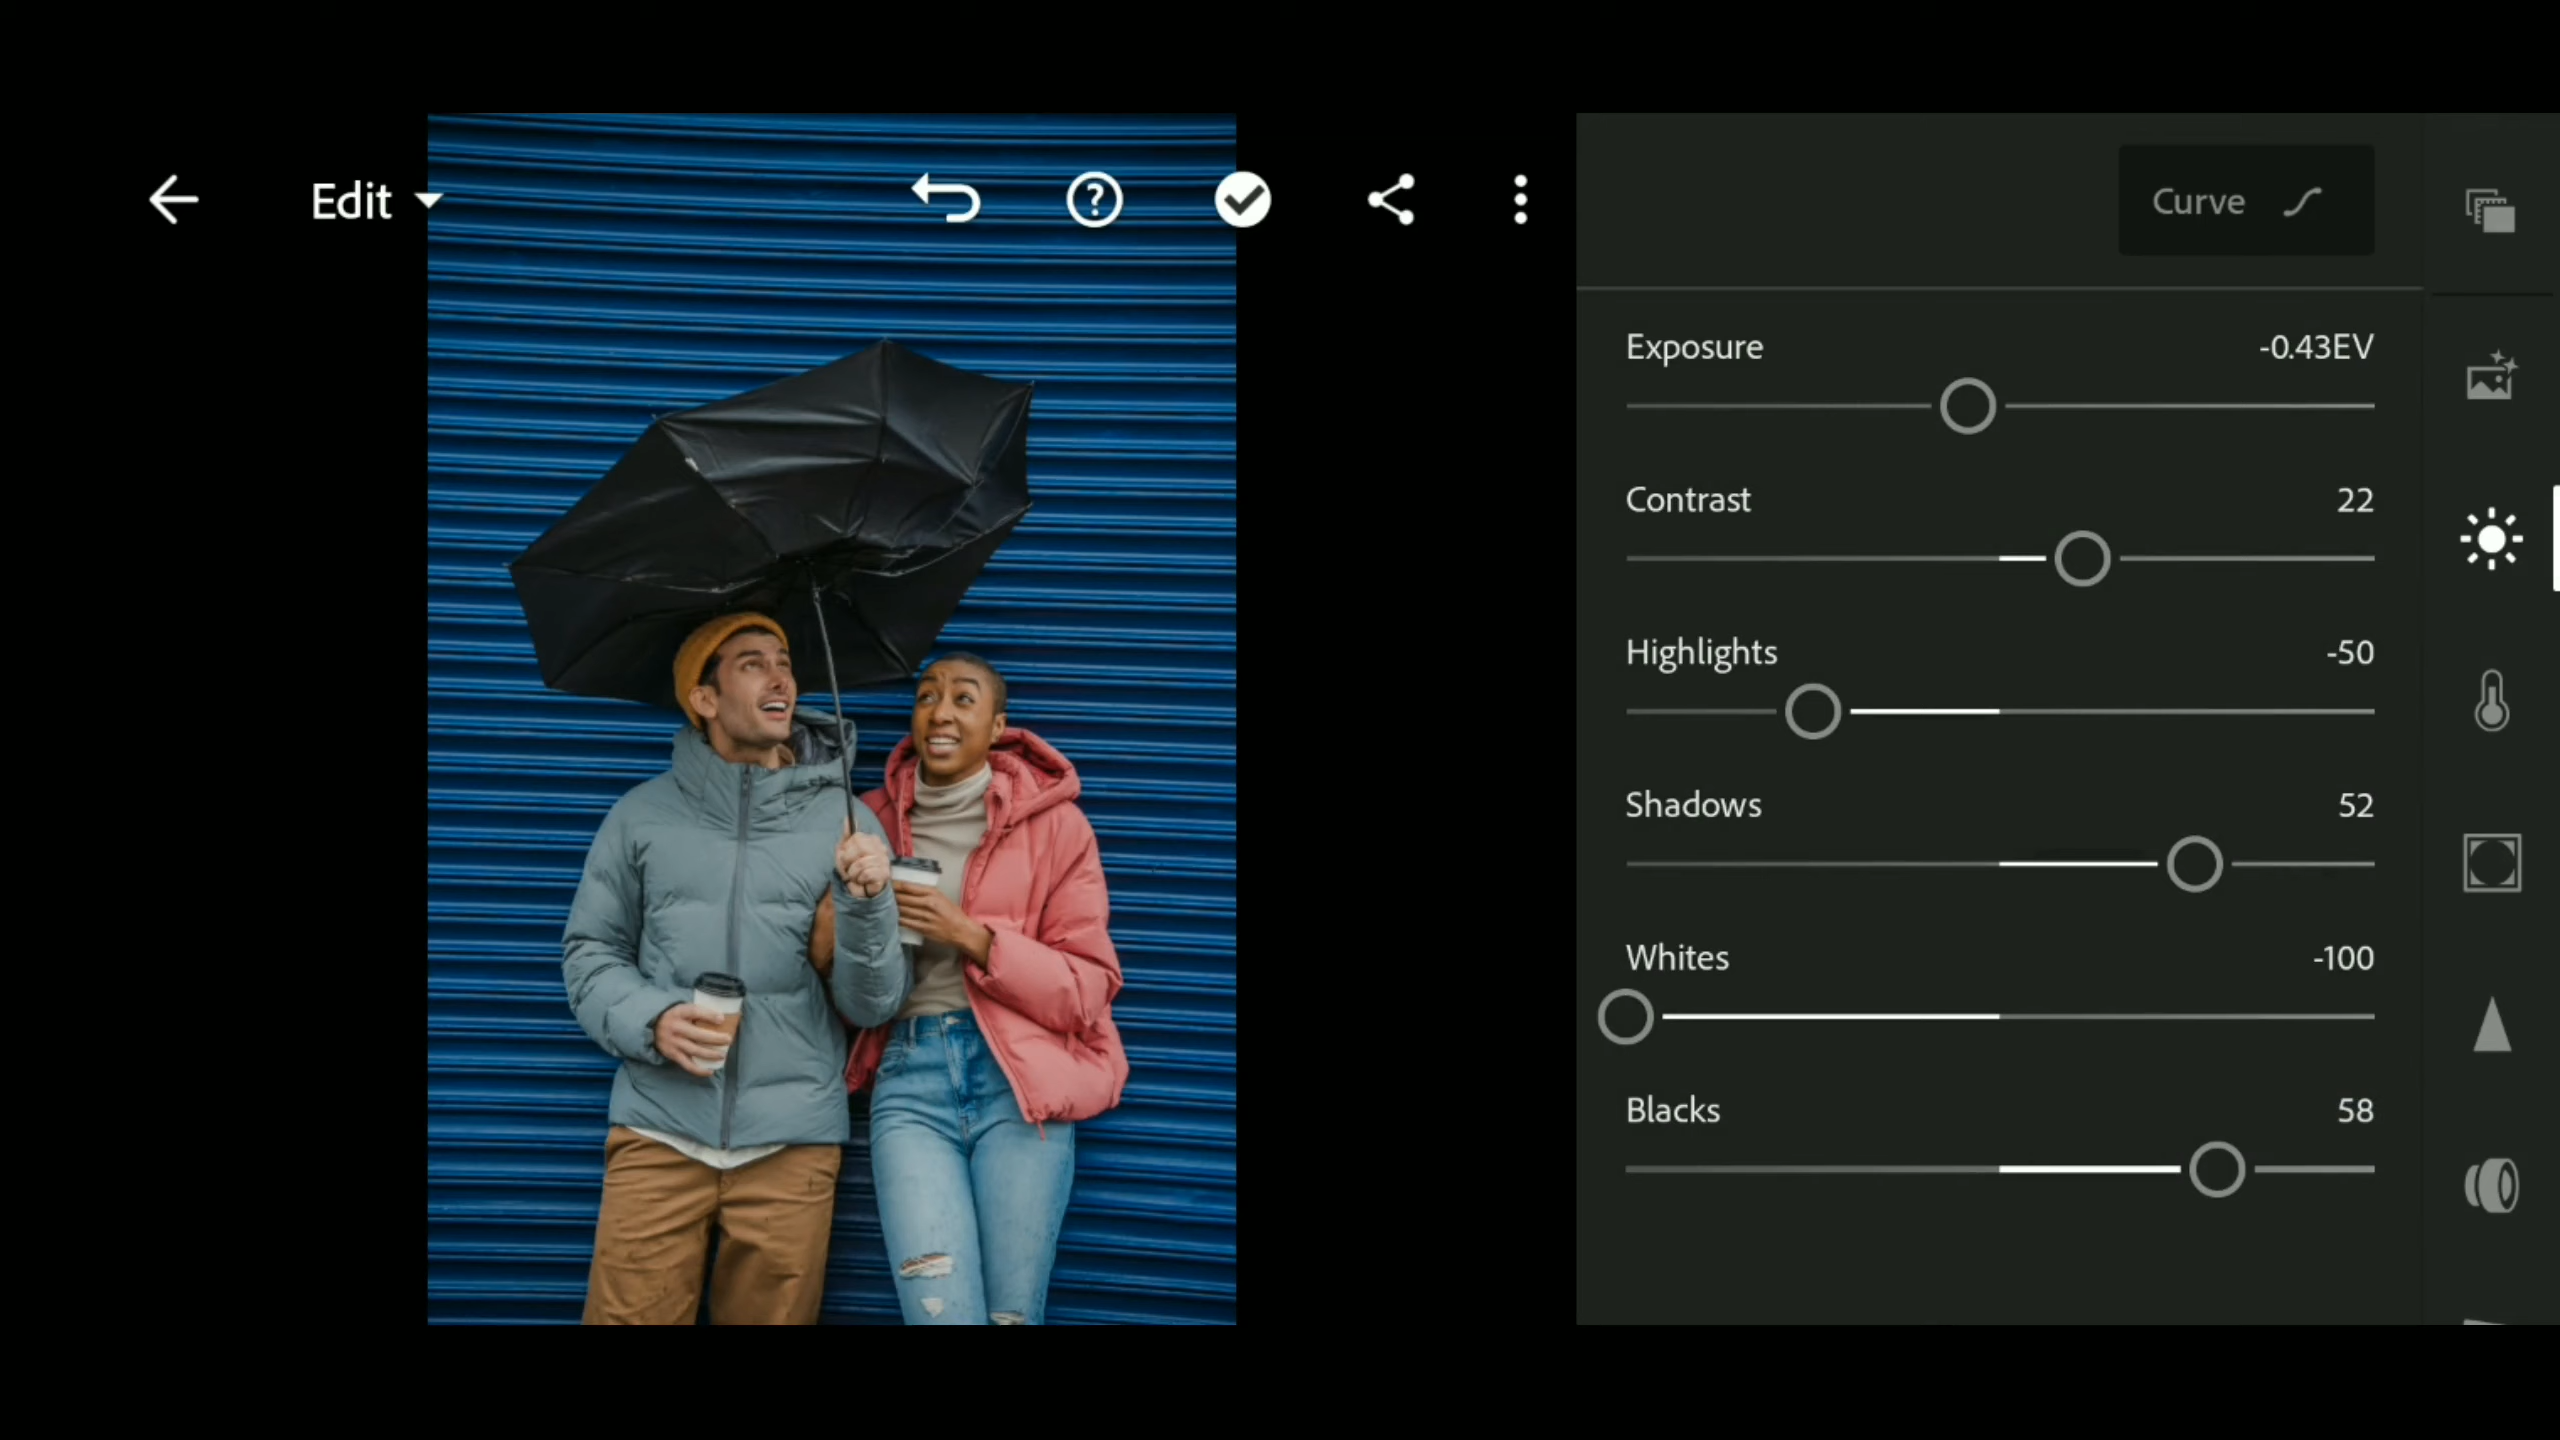 Edit
Curve
Exposure -0.43EV
Contrast 22
Highlights -50
Shadows 52
Whites -100
Blacks 58